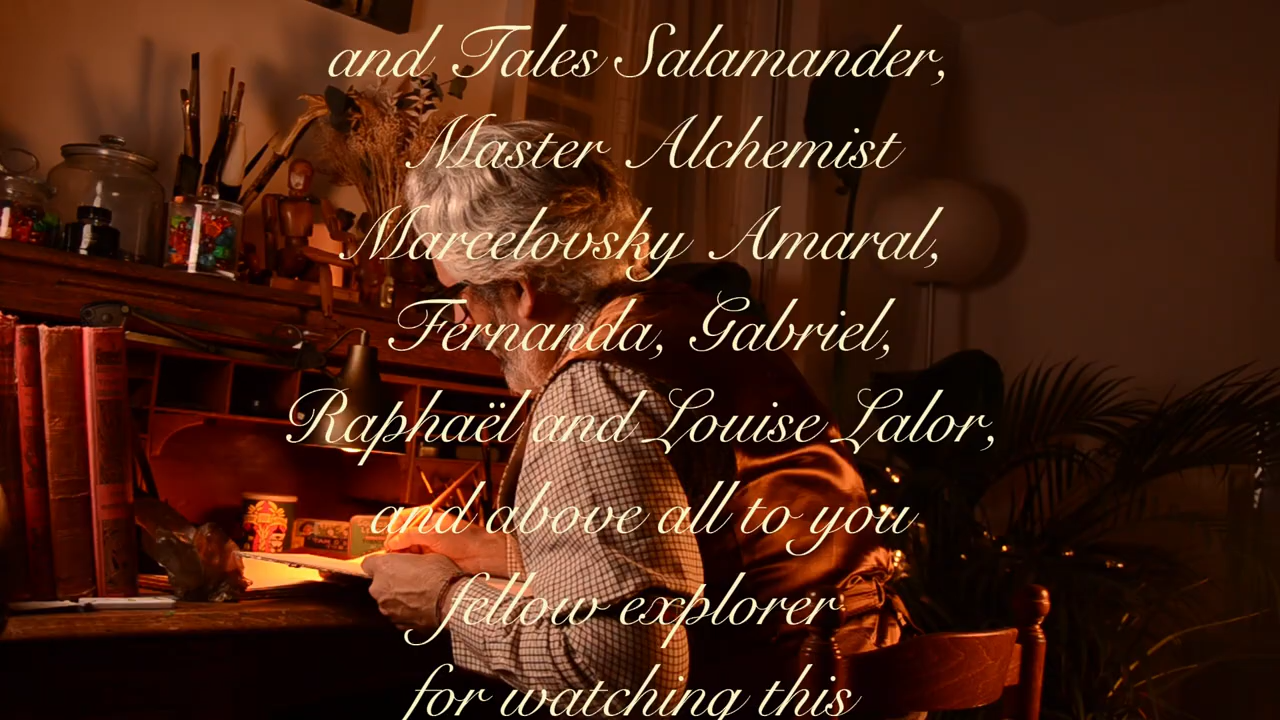 and Tales Salamander,
Master Alchemist
Marcelovsky Amaral,
Fernanda, Gabriel,
Raphaël and Louise Lalor,
and above all to you
fellow explorer
for watching this